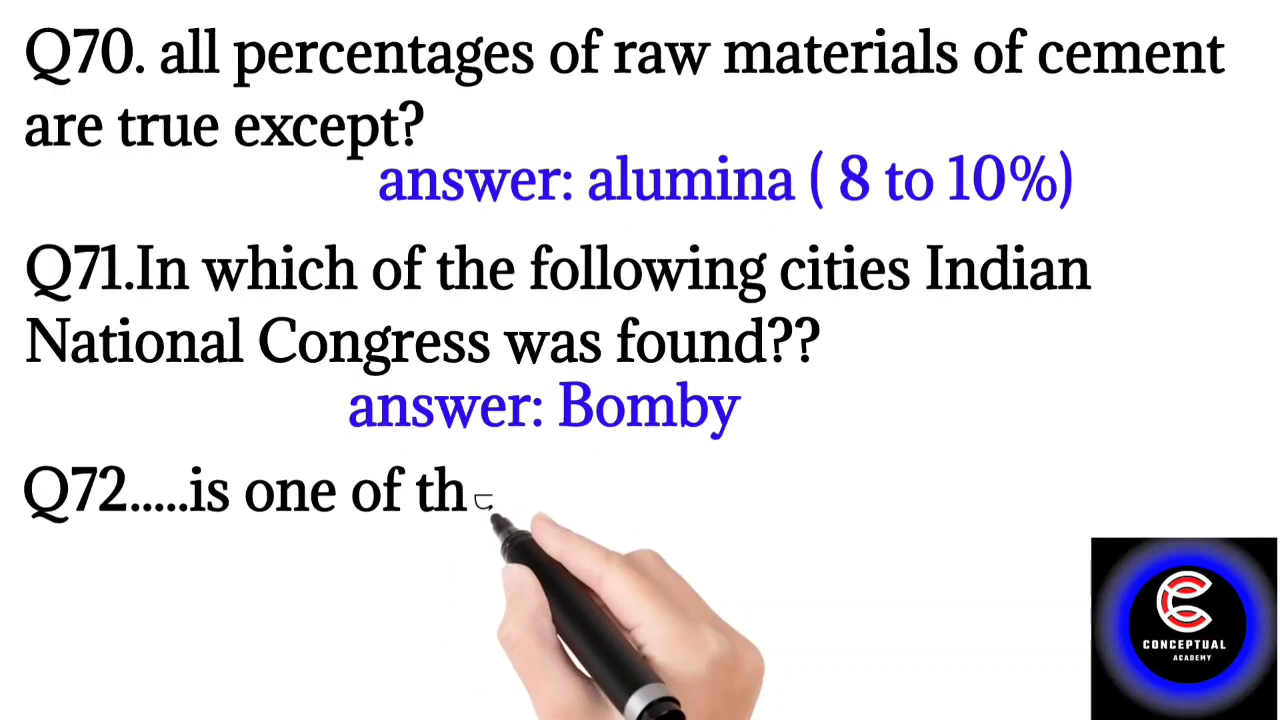 Q70. all percentages of raw materials of cement
are true except?
answer: alumina ( 8 to 10%)
Q71.In which of the following cities Indian
National Congress was found??
answer: Bomby
Q72.....is one of th
CONCEPTUAL
ACADEMY